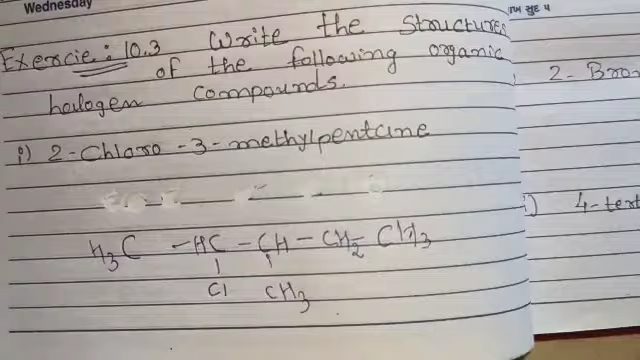 Wednesday
Exercie: 10.3 Write the Structures
of the following organic
halogen compounds.
i) 2-Chloro-3-methylpentane
H3C -HC-CH-CH2 CH3
Cl CH3
2-Bro
4-tert